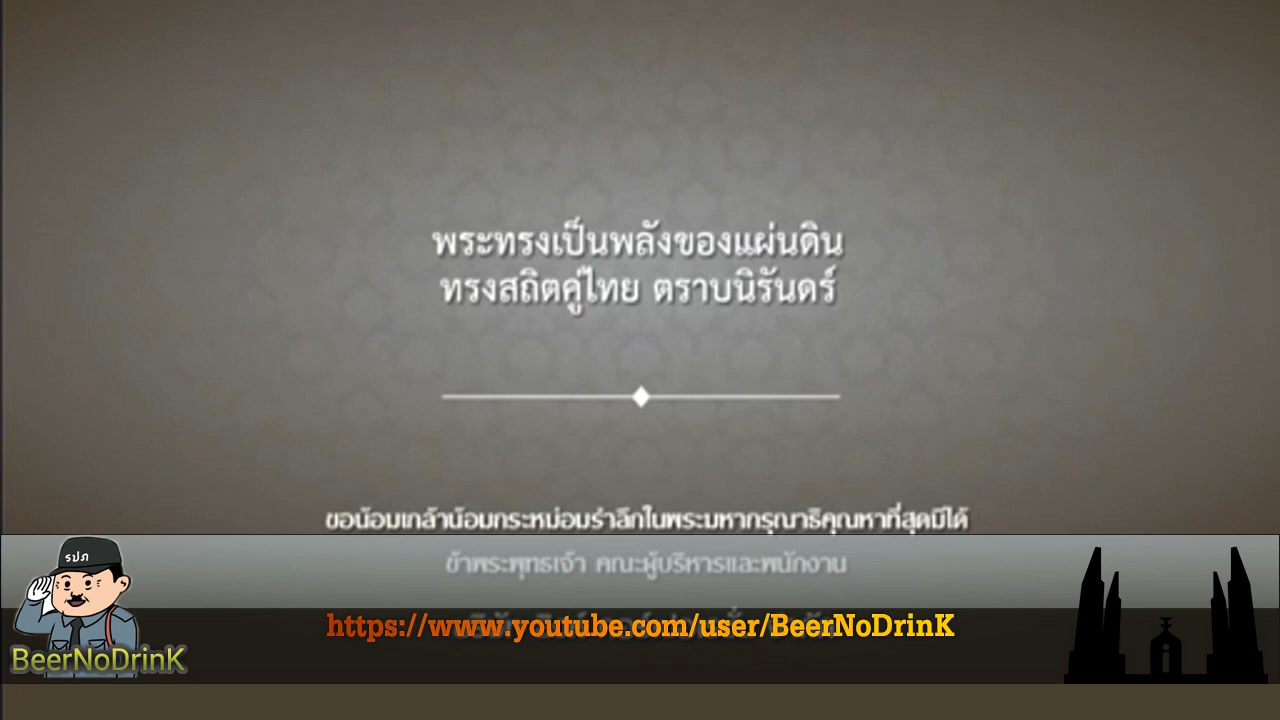 พระทรงเป็นพลังของแผ่นดิน
ทรงสถิตคู่ไทย ตราบนิรันดร์
ขอน้อมเกล้าน้อมกระหม่อมรำลึกในพระมหากรุณาธิคุณหาที่สุดมิได้
ข้าพระพุทธเจ้า คณะผู้บริหารและพนักงาน
https://www.youtube.com/user/BeerNoDrinK
รปภ
BeerNoDrinK